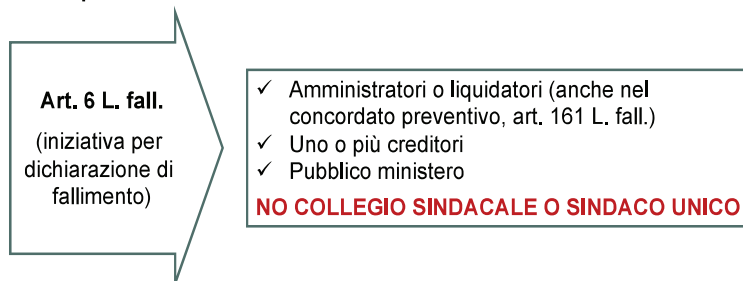 Art. 6 L. fall.
(iniziativa per
dichiarazione di
fallimento)
✓ Amministratori o liquidatori (anche nel
concordato preventivo, art. 161 L. fall.)
✓ Uno o più creditori
✓ Pubblico ministero
NO COLLEGIO SINDACALE O SINDACO UNICO